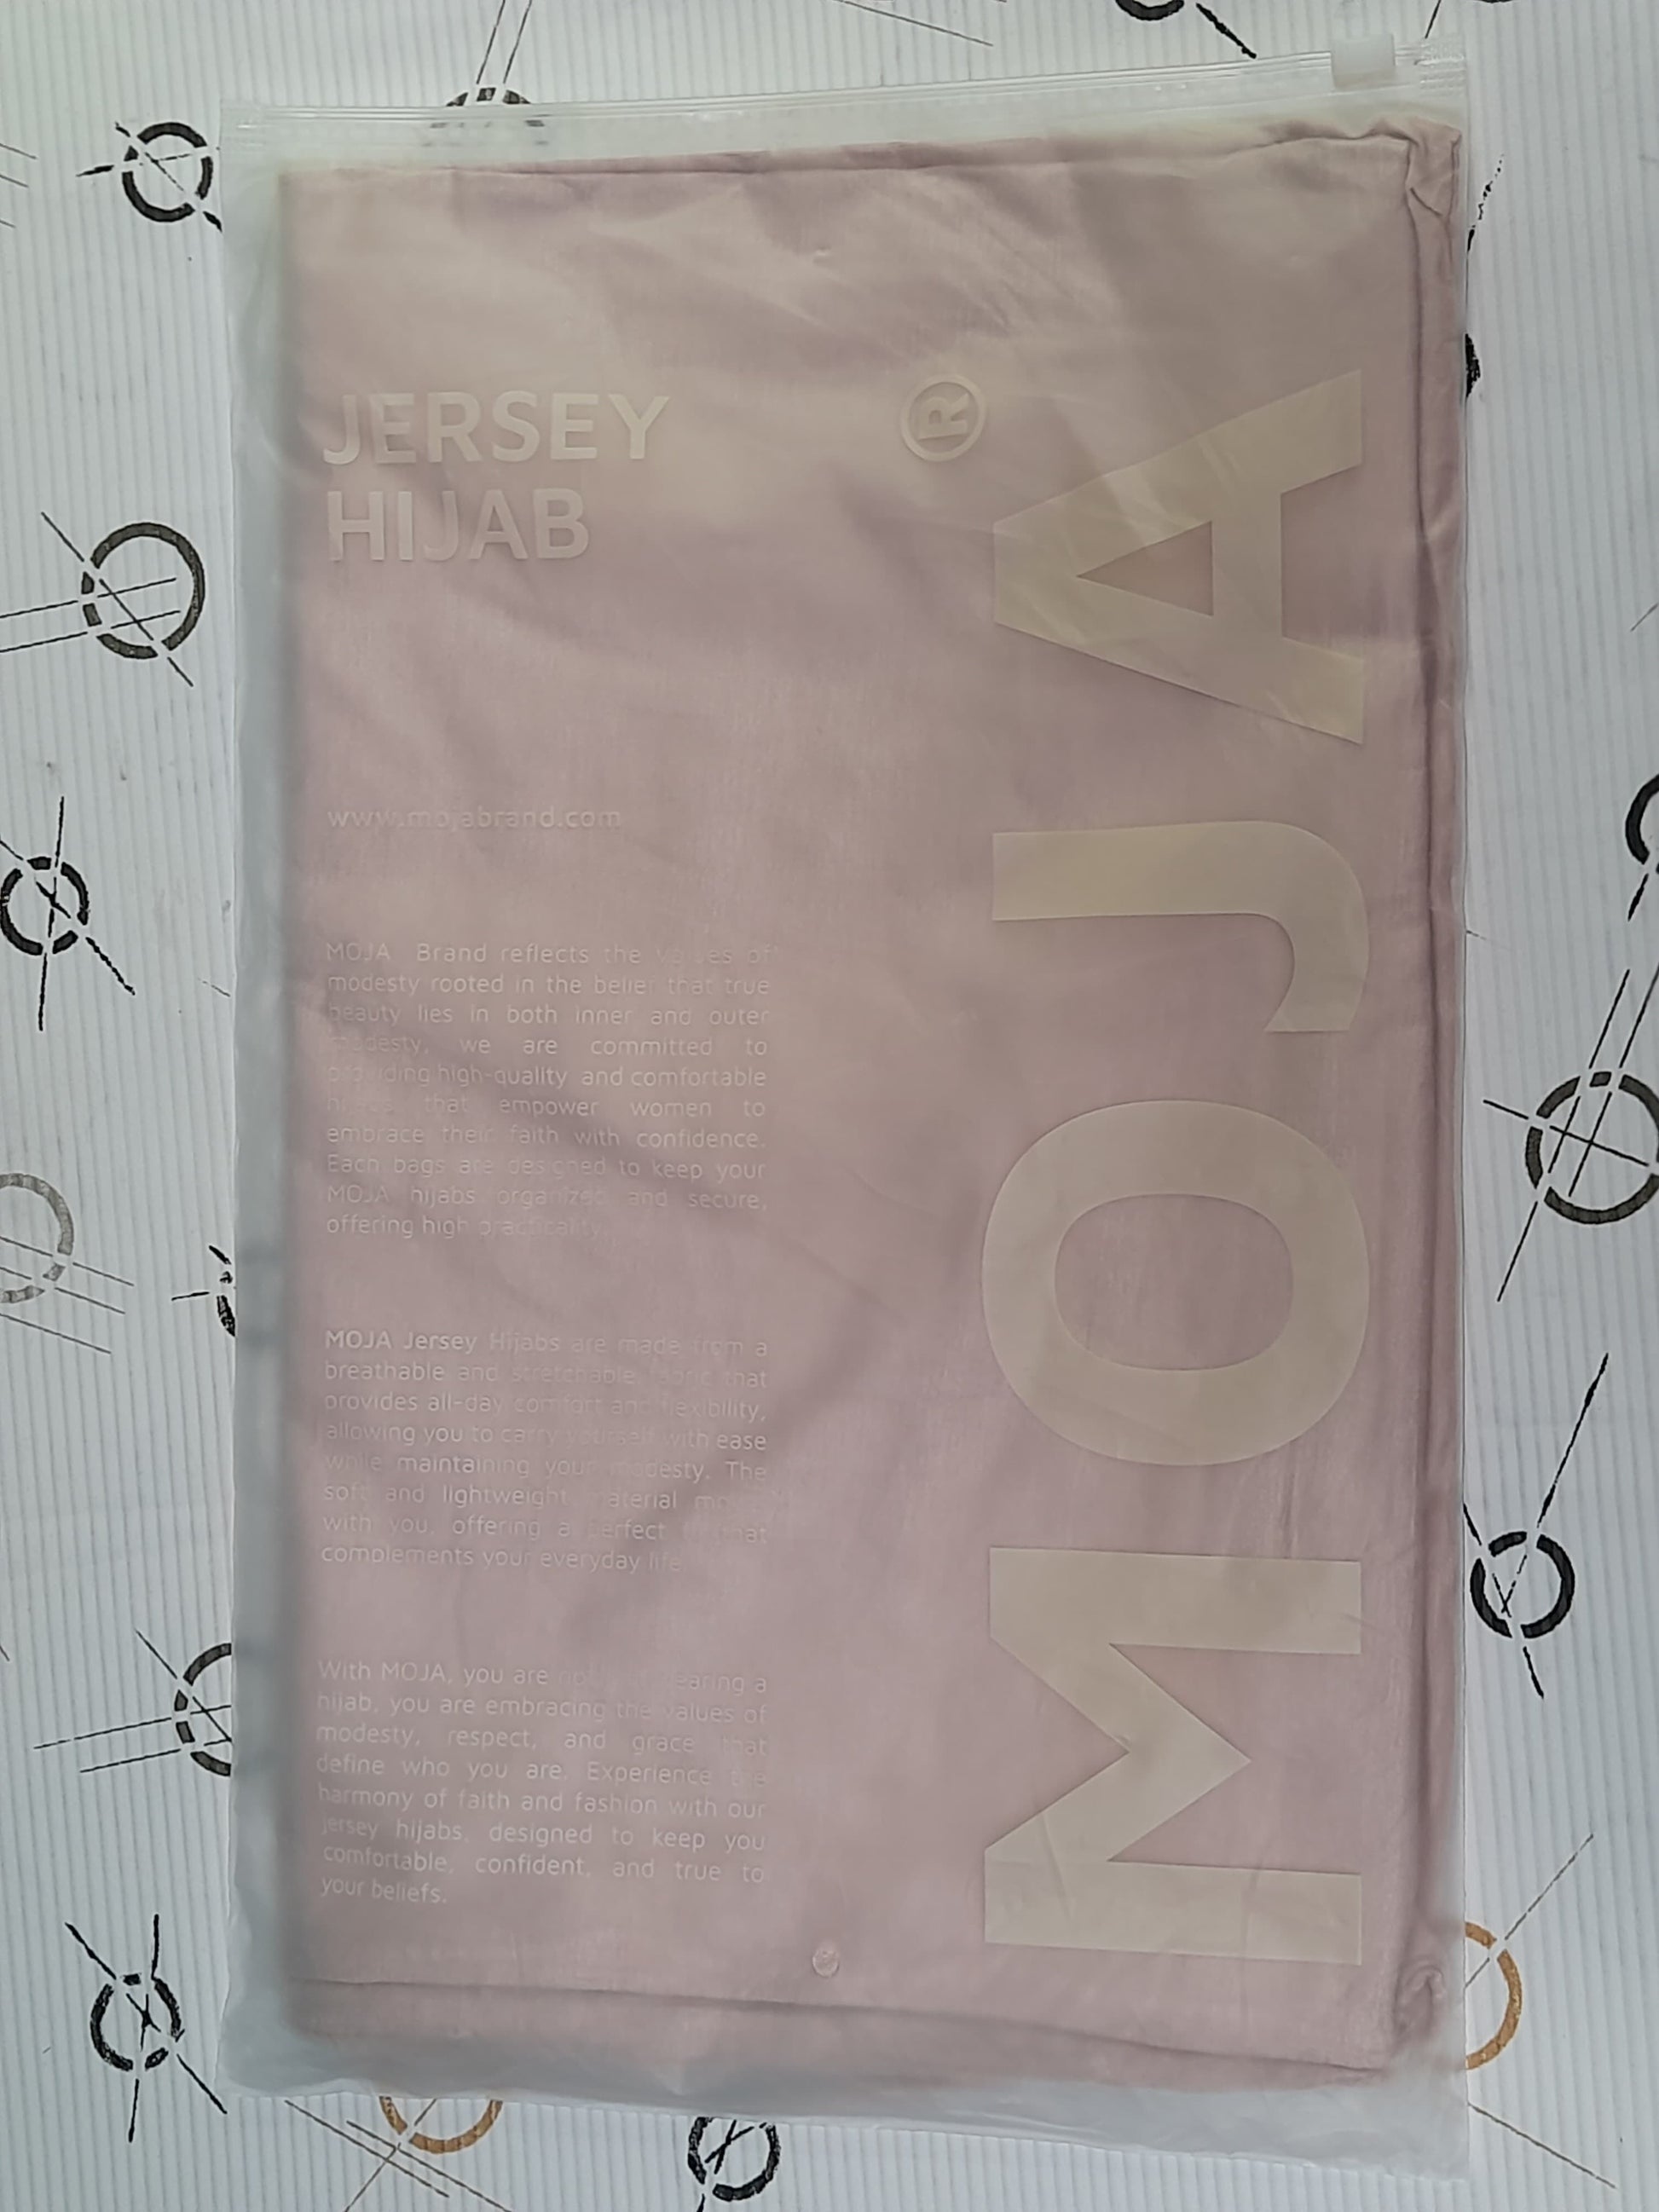 JERSEY
HIJAB
MOJA®
www.mojabrand.com
MOJA Brand reflects the values of
modesty rooted in the belief that true
beauty lies in both inner and outer
modesty, we are committed to
providing high-quality and comfortable
hijabs that empower women to
embrace their faith with confidence.
Each bags are designed to keep your
MOJA hijabs organized and secure,
offering high practicality.
MOJA Jersey Hijabs are made from a
breathable and stretchable fabric that
provides all-day comfort and flexibility,
allowing you to carry yourself with ease
while maintaining your modesty. The
soft and lightweight material
with you, offering a perfect that
complements your everyday life
With MOJA, you are wearing a
hijab, you are embracing the values of
modesty, respect, and grace that
define who you are. Experience the
harmony of faith and fashion with our
jersey hijabs, designed to keep you
comfortable, confident, and true to
your beliefs.